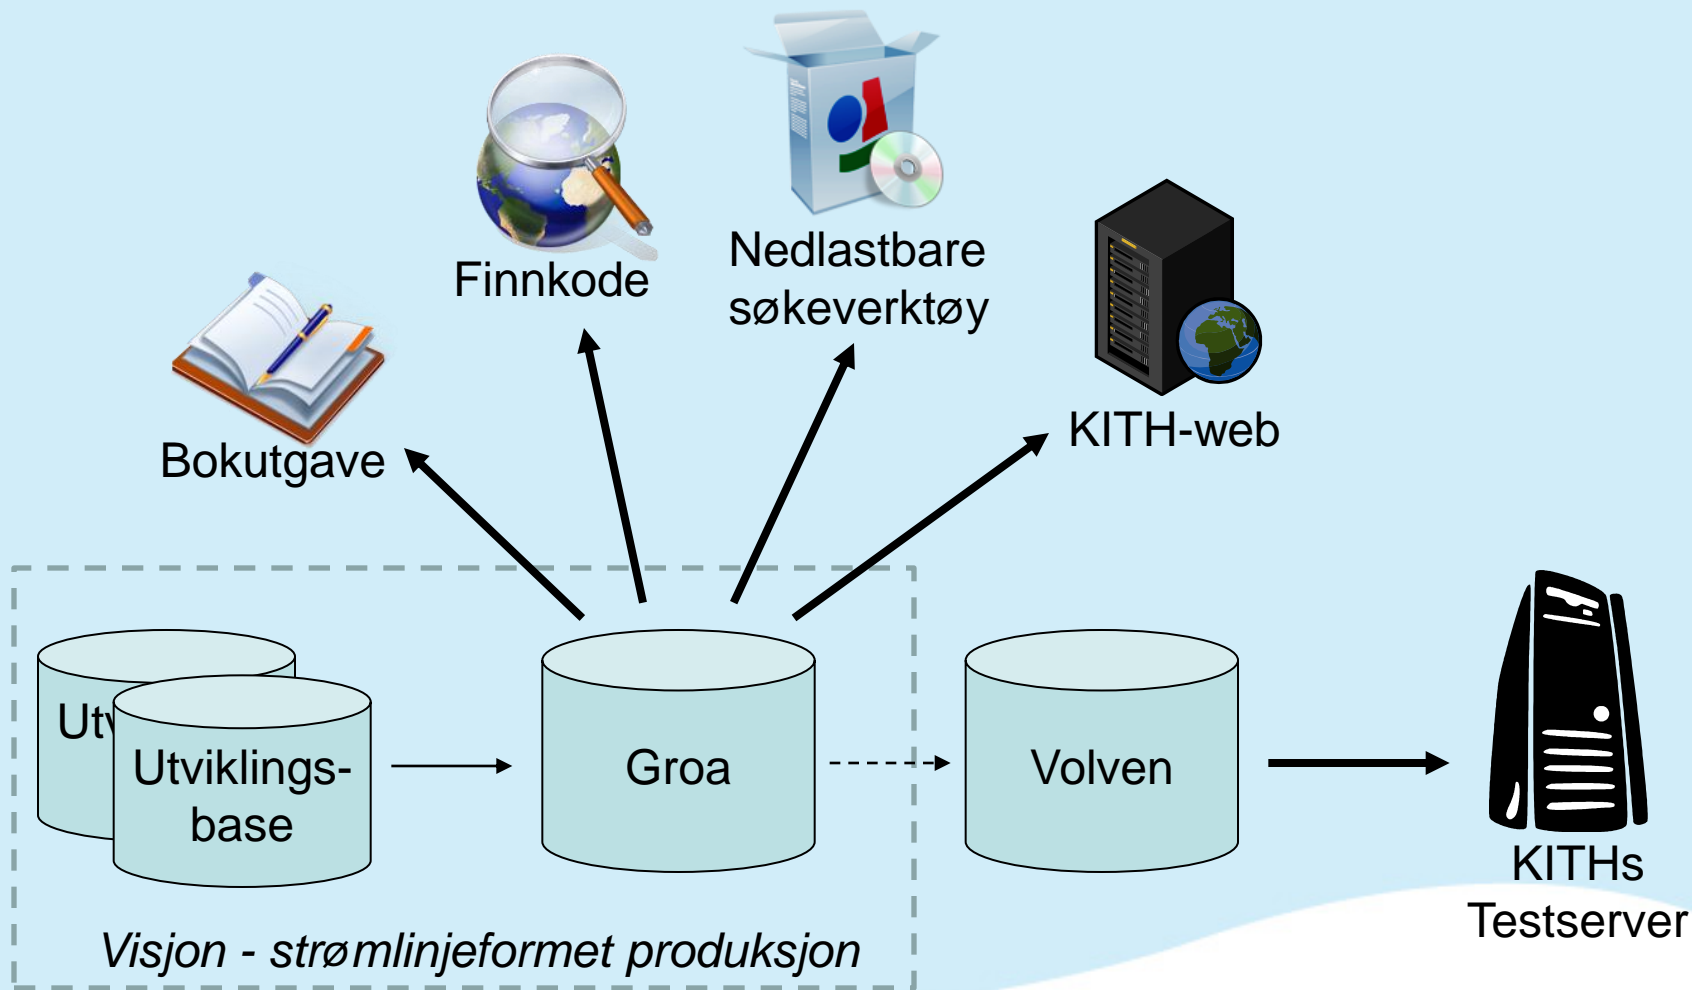 Finnkode
Nedlastbare
søkeverktøy
Bokutgave
KITH-web
Utviklings-
base
Groa
Volven
KITHs
Testserver
Visjon - strømlinjeformet produksjon